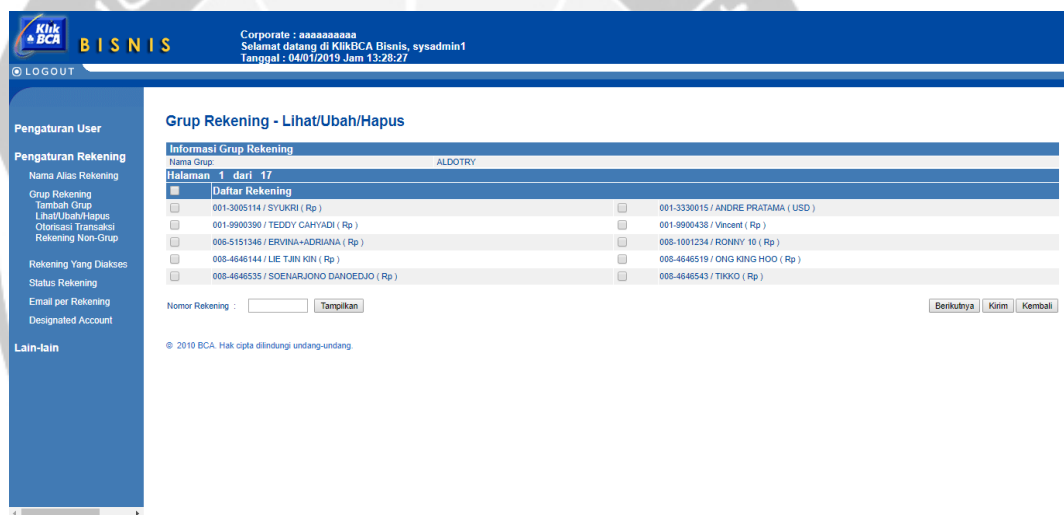 Klik
BCA
BISNIS
Corporate : aaaaaaaaaa
Selamat datang di KlikBCA Bisnis, sysadmin1
Tanggal : 04/01/2019 Jam 13:28:27
LOGOUT
Pengaturan User
Pengaturan Rekening
Nama Alias Rekening
Grup Rekening
Tambah Grup
Lihat/Ubah/Hapus
Otorisasi Transaksi
Rekening Non-Grup
Rekening Yang Diakses
Status Rekening
Email per Rekening
Designated Account
Lain-lain
Grup Rekening - Lihat/Ubah/Hapus
Informasi Grup Rekening
Nama Grup: ALDOTRY
Halaman 1 dari 17
Daftar Rekening
001-3005114 / SYUKRI ( Rp ) 001-3330015 / ANDRE PRATAMA ( USD )
001-9900390 / TEDDY CAHYADI ( Rp ) 001-9900438 / Vincent ( Rp )
006-5151346 / ERVINA+ADRIANA ( Rp ) 008-1001234 / RONNY 10 ( Rp )
008-4646144 / LIE TJIN KIN ( Rp ) 008-4646519 / ONG KING HOO ( Rp )
008-4646535 / SOENARJONO DANOEDJO ( Rp ) 008-4646543 / TIKKO ( Rp )
Nomor Rekening : Tampilkan Berikutnya Kirim Kembali
© 2010 BCA. Hak cipta dilindungi undang-undang.